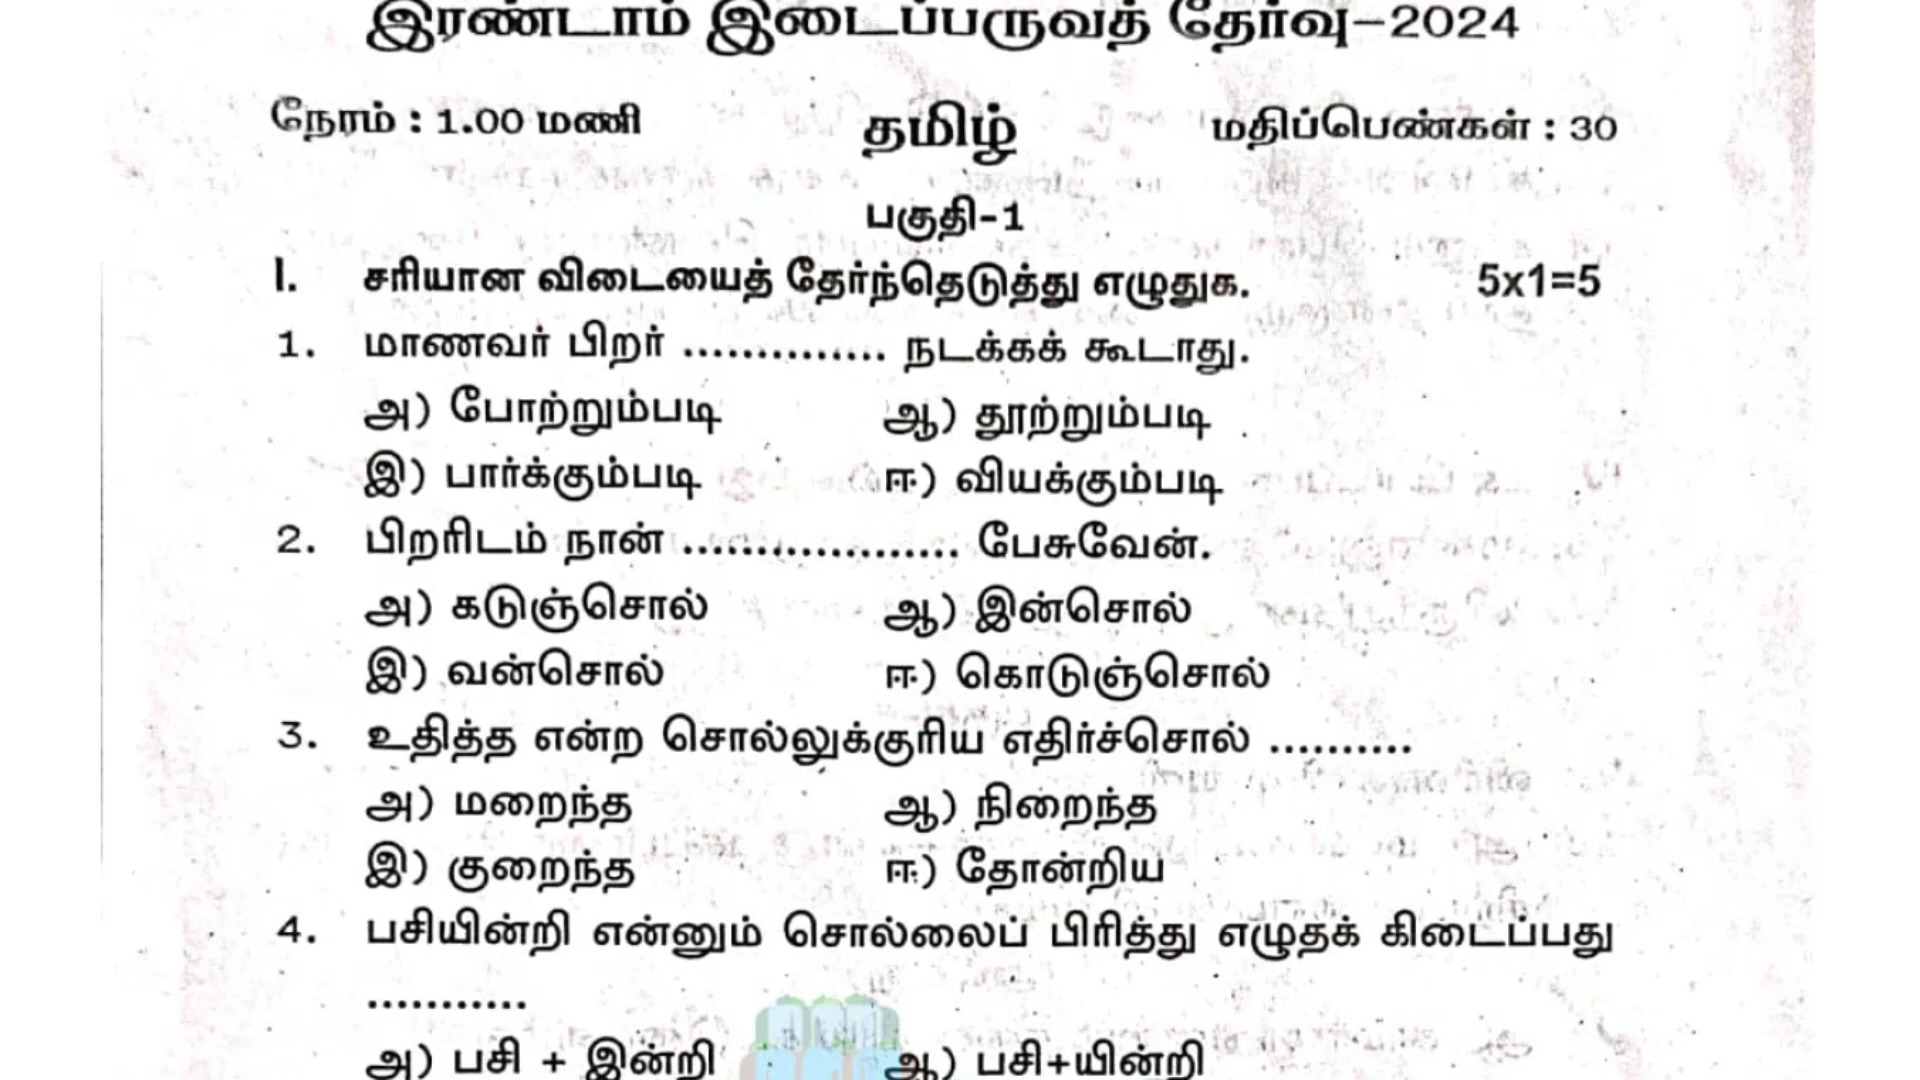 இரண்டாம் இடைப்பருவத் தேர்வு-2024
நேரம் : 1.00 மணி தமிழ் மதிப்பெண்கள் : 30
பகுதி-1
I. சரியான விடையைத் தேர்ந்தெடுத்து எழுதுக. 5x1=5
1. மாணவர் பிறர் .............. நடக்கக் கூடாது.
அ) போற்றும்படி ஆ) தூற்றும்படி
இ) பார்க்கும்படி ஈ) வியக்கும்படி
2. பிறரிடம் நான் ................... பேசுவேன்.
அ) கடுஞ்சொல் ஆ) இன்சொல்
இ) வன்சொல் ஈ) கொடுஞ்சொல்
3. உதித்த என்ற சொல்லுக்குரிய எதிர்ச்சொல் ..........
அ) மறைந்த ஆ) நிறைந்த
இ) குறைந்த ஈ) தோன்றிய
4. பசியின்றி என்னும் சொல்லைப் பிரித்து எழுதக் கிடைப்பது
...........
அ) பசி + இன்றி ஆ) பசி+யின்றி